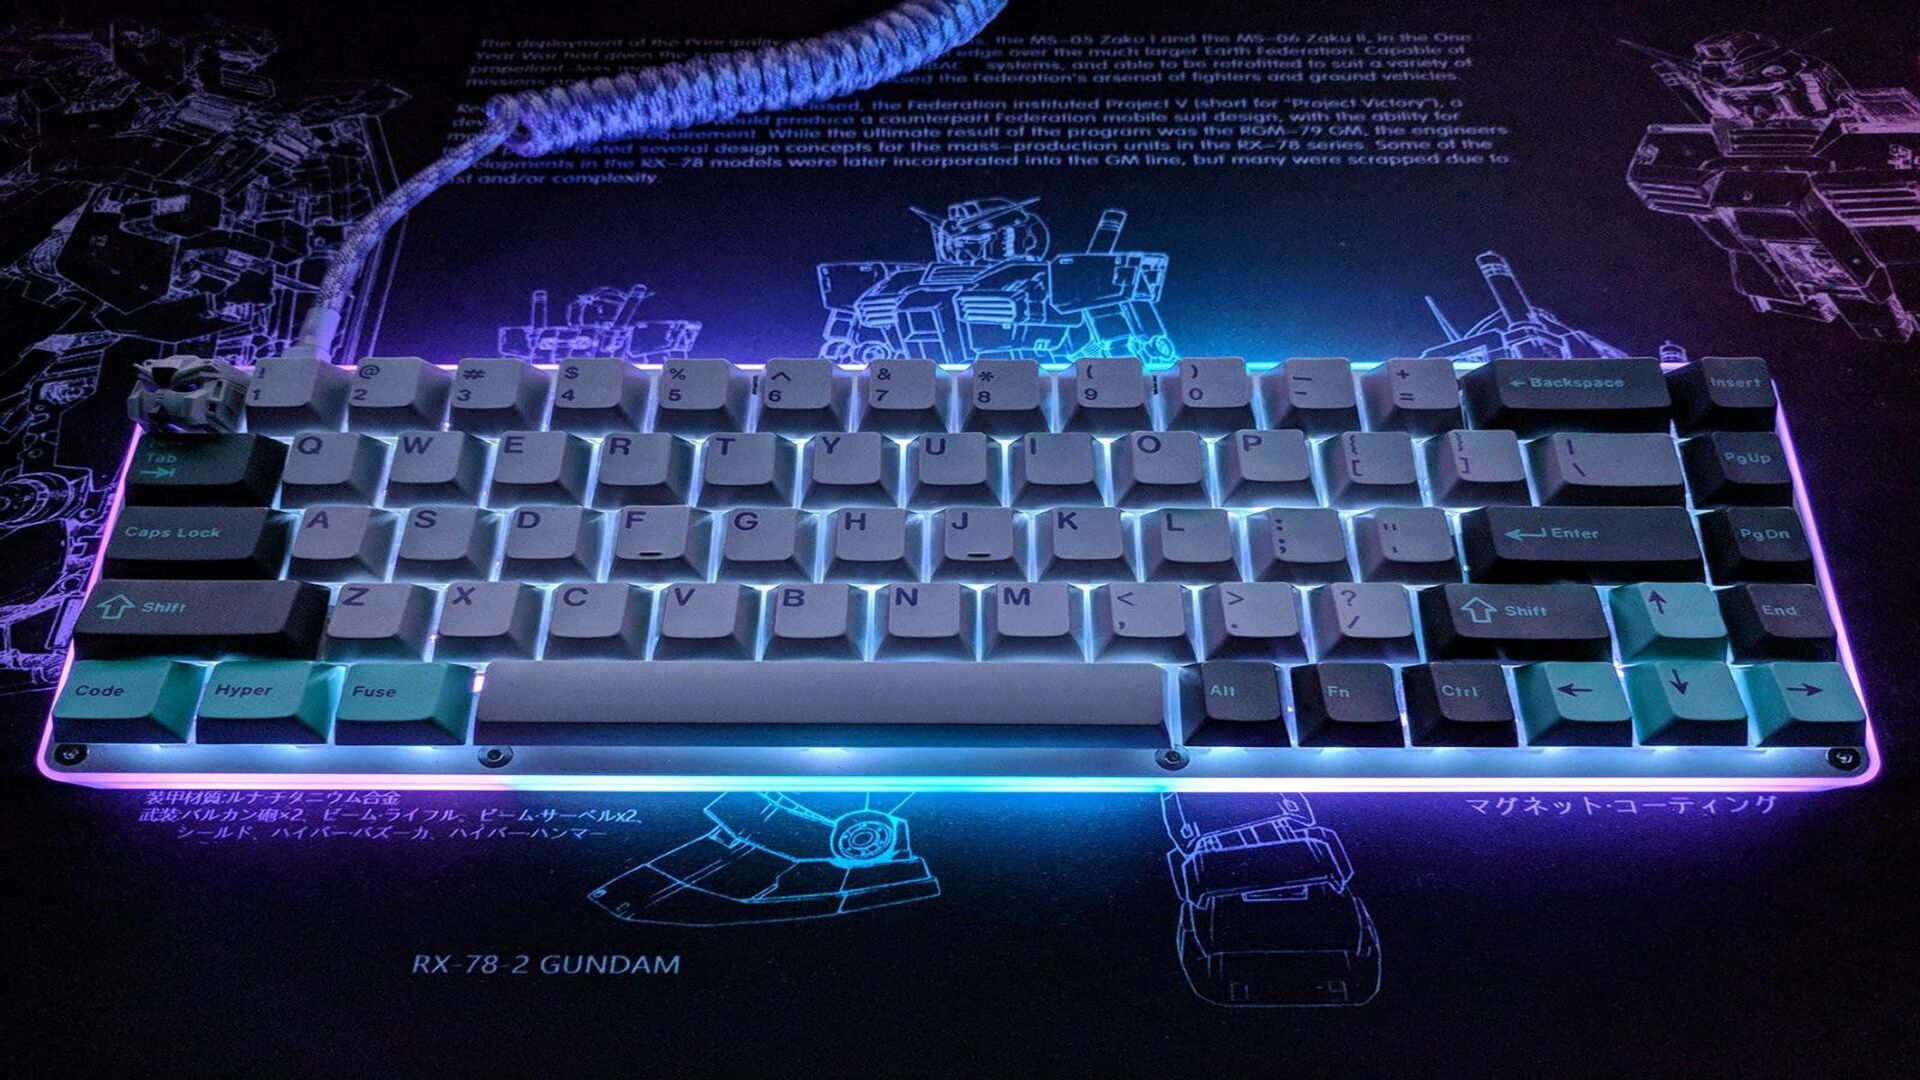 The deployment of the Principality
s, the MS-05 Zaku I and the MS-06 Zaku II, in the One
Year War had given the
edge over the much larger Earth Federation. Capable of
propellant-less
systems, and able to be retrofitted to suit a variety of
missions
the Federation's arsenal of fighters and ground vehicles.
the Federation instituted Project V (short for "Project Victory"), a
produce a counterpart Federation mobile suit design, with the ability for
While the ultimate result of the program was the RGM-79 GM, the engineers
several design concepts for the mass-production units in the RX-78 series. Some of the
in the RX-78 models were later incorporated into the GM line, but many were scrapped due to
and/or complexity.
! 1 @ 2 # 3 $ 4 % 5 ^ 6 & 7 * 8 ( 9 ) 0 — - + = ←Backspace Insert
Tab Q W E R T Y U I O P { [ } ] | \ PgUp
Caps Lock A S D F G H J K L : ; " ' Enter PgDn
Shift Z X C V B N M < , > . ? / Shift ↑ End
Code Hyper Fuse Alt Fn Ctrl ← ↓ →
装甲材質:ルナ・チタニウム合金
武装バルカン砲×2、ビーム・ライフル、ビーム・サーベルx2、
シールド、ハイパー・バズーカ、ハイパー・ハンマー
マグネット・コーティング
RX-78-2 GUNDAM